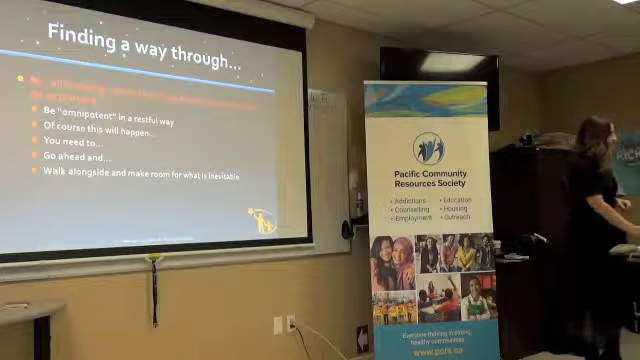 Finding a way through...
Be "omnipotent" in a restful way
Of course this will happen...
You need to...
Go ahead and...
Walk alongside and make room for what is inevitable
Pacific Community
Resources Society
• Addictions • Education
• Counselling • Housing
• Employment • Outreach
Everyone thriving in strong,
healthy communities
www.pcrs.ca